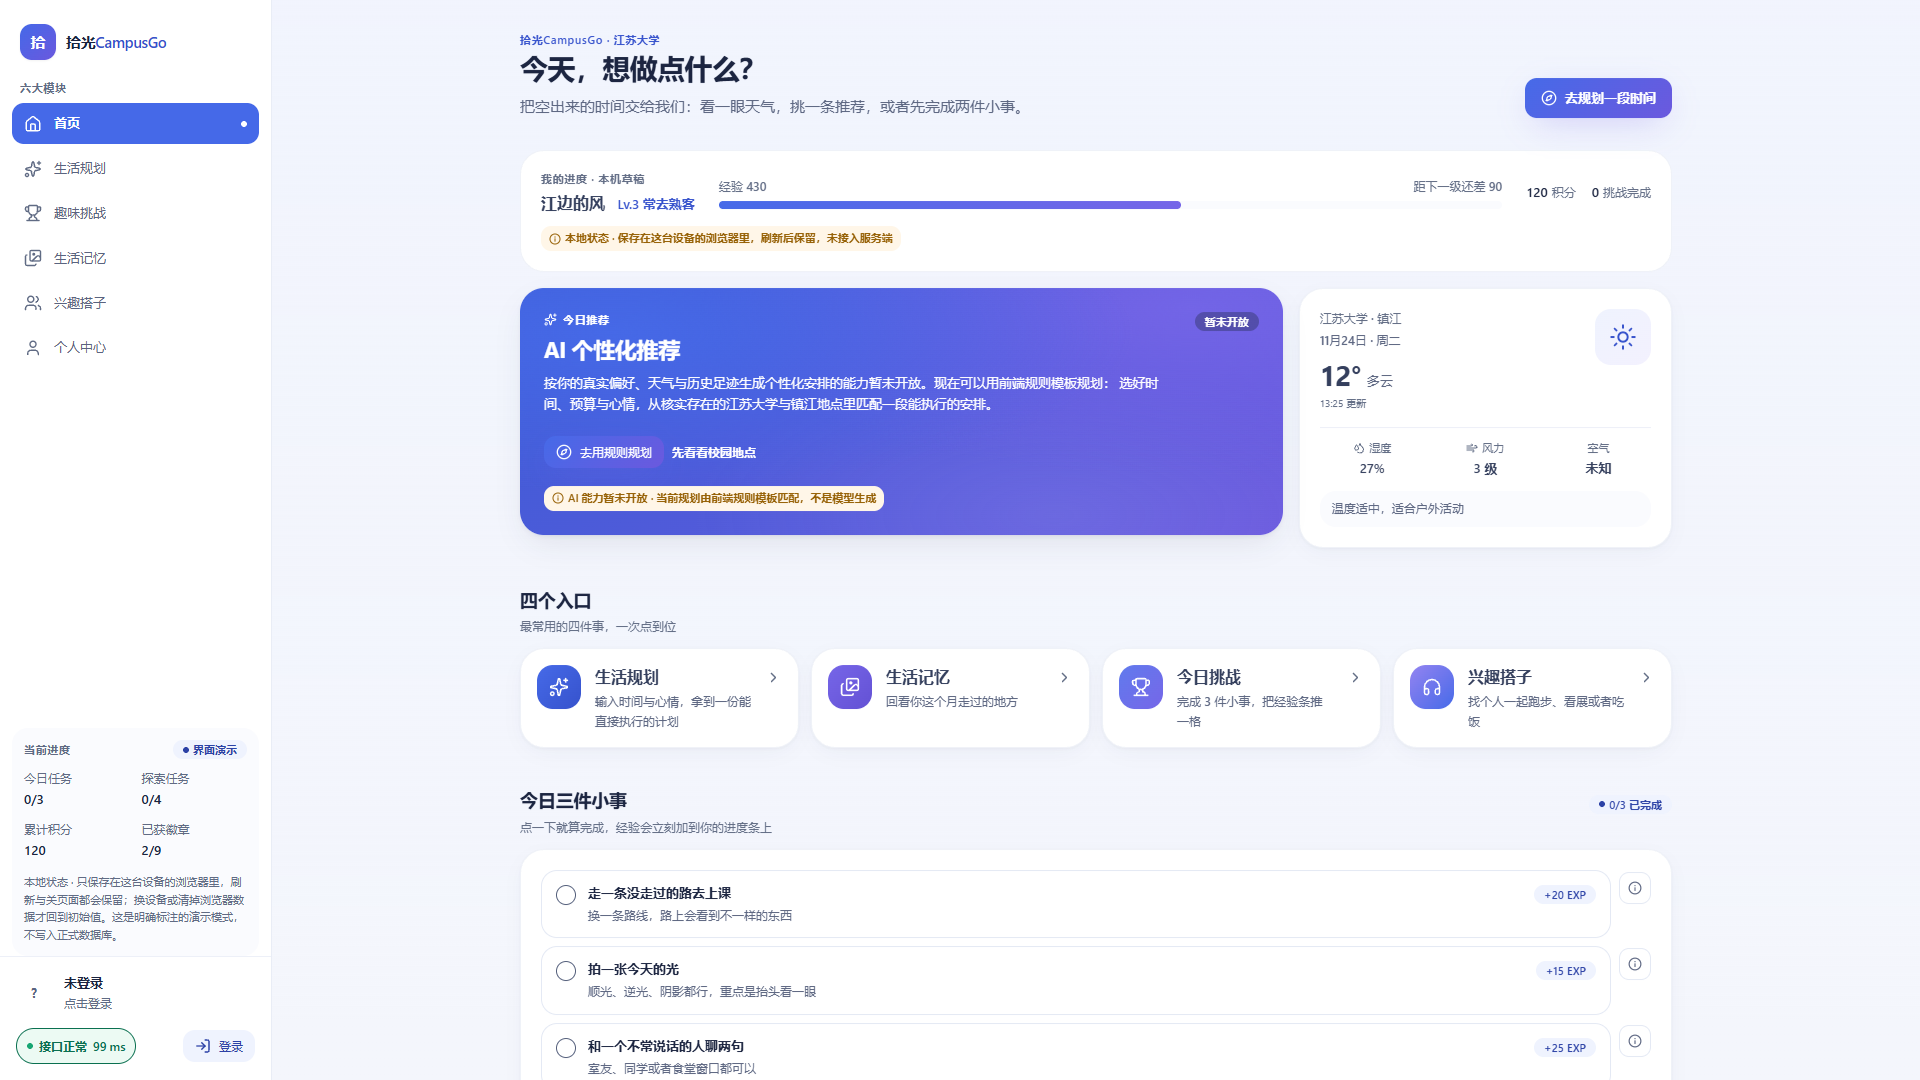 拾 拾光CampusGo
六大模块
首页
生活规划
趣味挑战
生活记忆
兴趣搭子
个人中心
当前进度 界面演示
今日任务 探索任务
0/3 0/4
累计积分 已获徽章
120 2/9
本地状态 · 只保存在这台设备的浏览器里，刷
新与关页面都会保留；换设备或清掉浏览器数
据才回到初始值。这是明确标注的演示模式，
不写入正式数据库。
? 未登录
点击登录
接口正常 99 ms 登录
拾光CampusGo · 江苏大学
今天，想做点什么？
把空出来的时间交给我们：看一眼天气，挑一条推荐，或者先完成两件小事。
去规划一段时间
我的进度 · 本机草稿
江边的风 Lv.3 常去熟客
经验 430 距下一级还差 90
120 积分 0 挑战完成
本地状态 · 保存在这台设备的浏览器里，刷新后保留，未接入服务端
今日推荐 暂未开放
AI 个性化推荐
按你的真实偏好、天气与历史足迹生成个性化安排的能力暂未开放。现在可以用前端规则模板规划： 选好时
间、预算与心情，从核实存在的江苏大学与镇江地点里匹配一段能执行的安排。
去用规则规划 先看看校园地点
AI 能力暂未开放 · 当前规划由前端规则模板匹配，不是模型生成
江苏大学 · 镇江
11月24日 · 周二
12° 多云
13:25 更新
湿度 风力 空气
27% 3 级 未知
温度适中，适合户外活动
四个入口
最常用的四件事，一次点到位
生活规划
输入时间与心情，拿到一份能
直接执行的计划
生活记忆
回看你这个月走过的地方
今日挑战
完成 3 件小事，把经验条推
一格
兴趣搭子
找个人一起跑步、看展或者吃
饭
今日三件小事
点一下就算完成，经验会立刻加到你的进度条上
0/3 已完成
走一条没走过的路去上课
换一条路线，路上会看到不一样的东西
+20 EXP
拍一张今天的光
顺光、逆光、阴影都行，重点是抬头看一眼
+15 EXP
和一个不常说话的人聊两句
室友、同学或者食堂窗口都可以
+25 EXP